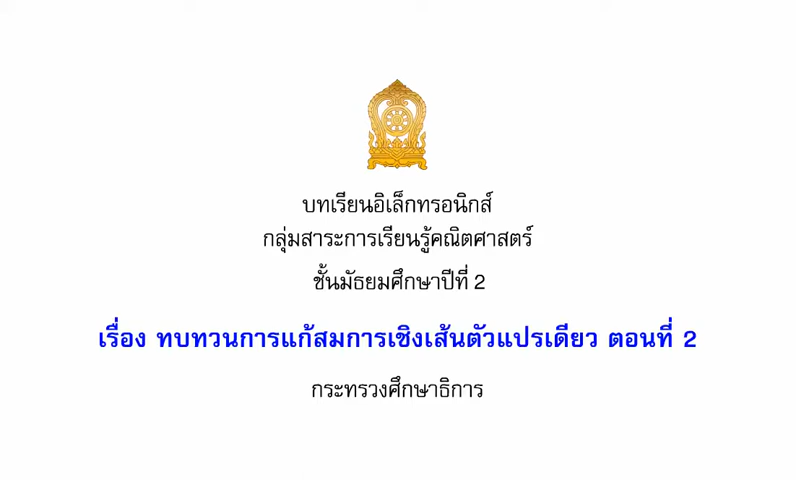 บทเรียนอิเล็กทรอนิกส์
กลุ่มสาระการเรียนรู้คณิตศาสตร์
ชั้นมัธยมศึกษาปีที่ 2
เรื่อง ทบทวนการแก้สมการเชิงเส้นตัวแปรเดียว ตอนที่ 2
กระทรวงศึกษาธิการ